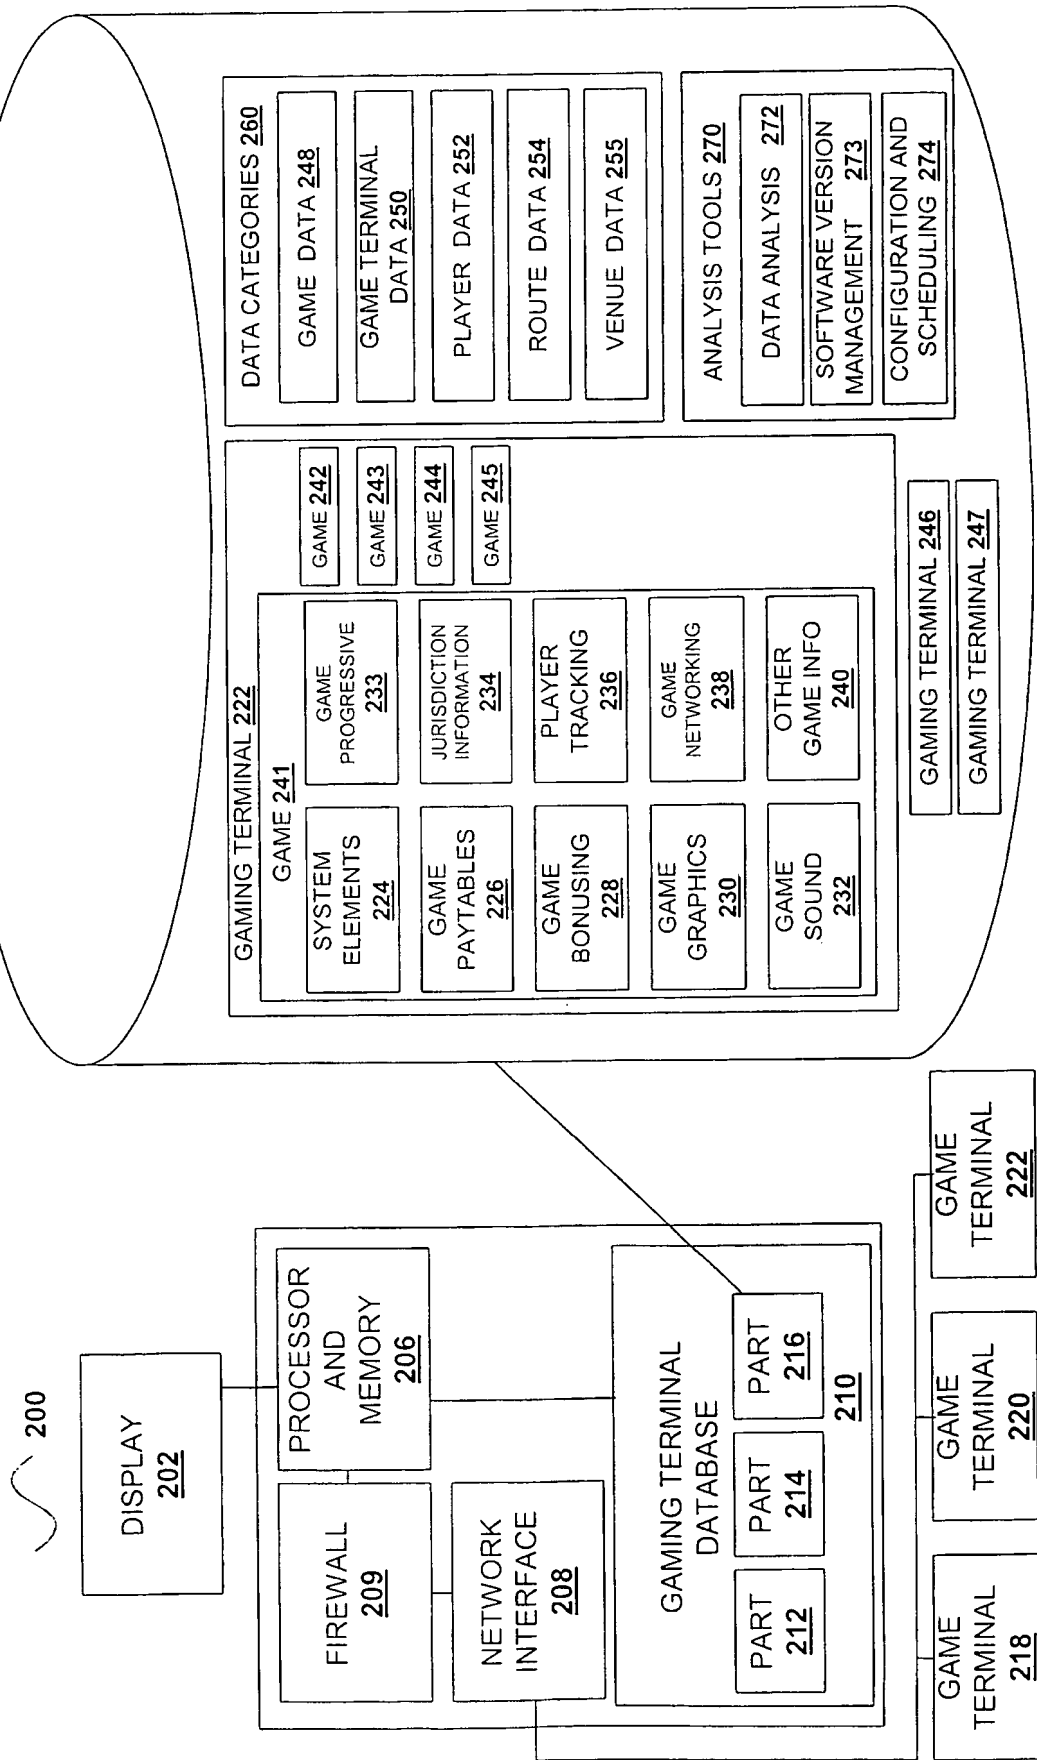 200
DISPLAY
202
PROCESSOR
AND
MEMORY
206
FIREWALL
209
NETWORK
INTERFACE
208
GAMING TERMINAL
DATABASE
PART
212
PART
214
PART
216
210
GAME
TERMINAL
218
GAME
TERMINAL
220
GAME
TERMINAL
222
GAMING TERMINAL 222
GAME 241
SYSTEM
ELEMENTS
224
GAME
PROGRESSIVE
233
GAME
PAYTABLES
226
JURISDICTION
INFORMATION
234
GAME
BONUSING
228
PLAYER
TRACKING
236
GAME
GRAPHICS
230
GAME
NETWORKING
238
GAME
SOUND
232
OTHER
GAME INFO
240
GAME 242
GAME 243
GAME 244
GAME 245
GAMING TERMINAL 246
GAMING TERMINAL 247
DATA CATEGORIES 260
GAME DATA 248
GAME TERMINAL
DATA 250
PLAYER DATA 252
ROUTE DATA 254
VENUE DATA 255
ANALYSIS TOOLS 270
DATA ANALYSIS 272
SOFTWARE VERSION
MANAGEMENT 273
CONFIGURATION AND
SCHEDULING 274